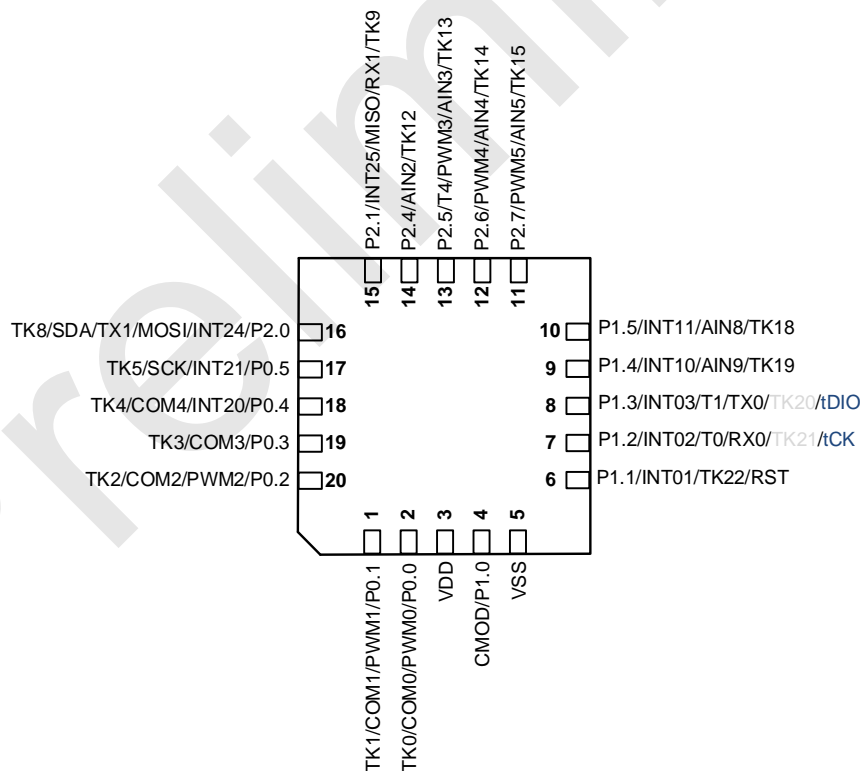 relimi
P2.1/INT25/MISO/RX1/TK9
P2.4/AIN2/TK12
P2.5/T4/PWM3/AIN3/TK13
P2.6/PWM4/AIN4/TK14
P2.7/PWM5/AIN5/TK15
15
14
13
12
11
TK8/SDA/TX1/MOSI/INT24/P2.0 16
TK5/SCK/INT21/P0.5 17
TK4/COM4/INT20/P0.4 18
TK3/COM3/P0.3 19
TK2/COM2/PWM2/P0.2 20
10 P1.5/INT11/AIN8/TK18
9 P1.4/INT10/AIN9/TK19
8 P1.3/INT03/T1/TX0/TK20/tDIO
7 P1.2/INT02/T0/RX0/TK21/tCK
6 P1.1/INT01/TK22/RST
1
2
3
4
5
TK1/COM1/PWM1/P0.1
TK0/COM0/PWM0/P0.0
VDD
CMOD/P1.0
VSS